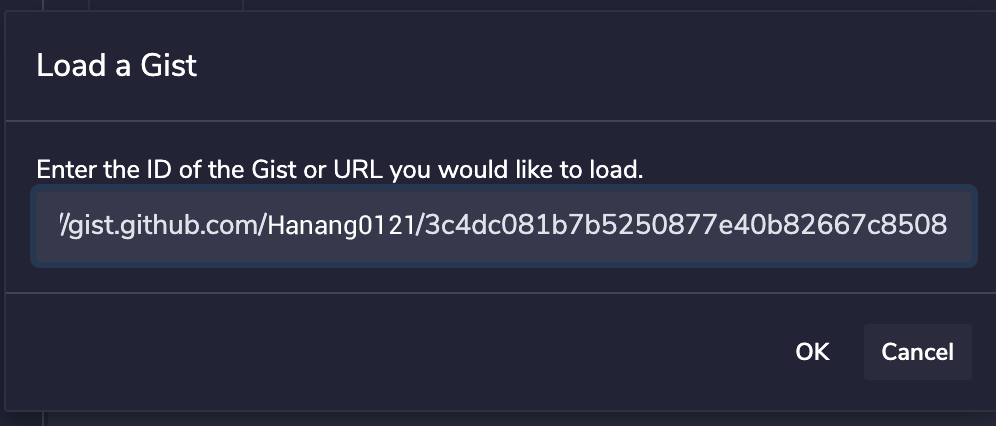 Load a Gist
Enter the ID of the Gist or URL you would like to load.
//gist.github.com/Hanang0121/3c4dc081b7b5250877e40b82667c8508
OK
Cancel